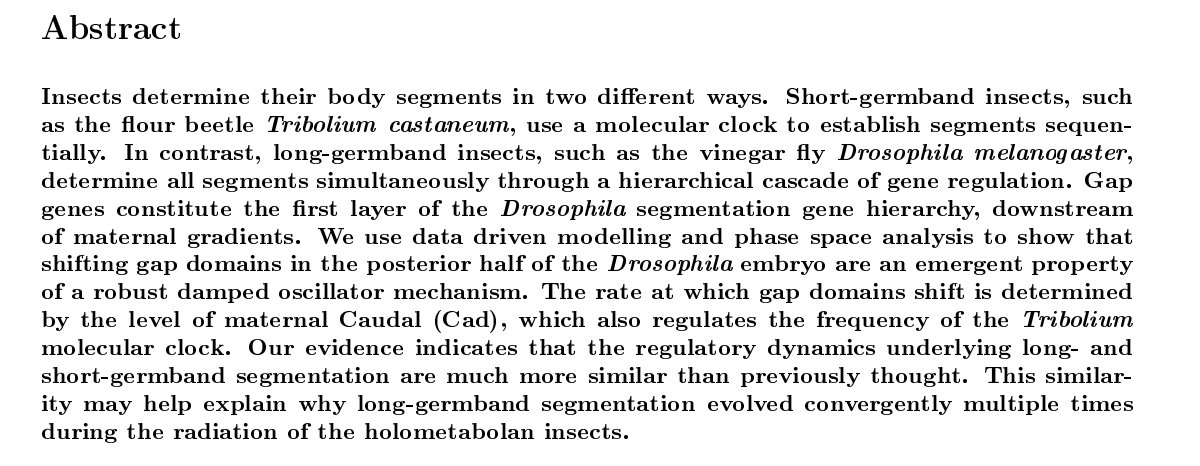 Abstract
Insects determine their body segments in two different ways. Short-germband insects, such
as the flour beetle Tribolium castaneum, use a molecular clock to establish segments sequen-
tially. In contrast, long-germband insects, such as the vinegar fly Drosophila melanogaster,
determine all segments simultaneously through a hierarchical cascade of gene regulation. Gap
genes constitute the first layer of the Drosophila segmentation gene hierarchy, downstream
of maternal gradients. We use data driven modelling and phase space analysis to show that
shifting gap domains in the posterior half of the Drosophila embryo are an emergent property
of a robust damped oscillator mechanism. The rate at which gap domains shift is determined
by the level of maternal Caudal (Cad), which also regulates the frequency of the Tribolium
molecular clock. Our evidence indicates that the regulatory dynamics underlying long- and
short-germband segmentation are much more similar than previously thought. This similar-
ity may help explain why long-germband segmentation evolved convergently multiple times
during the radiation of the holometabolan insects.